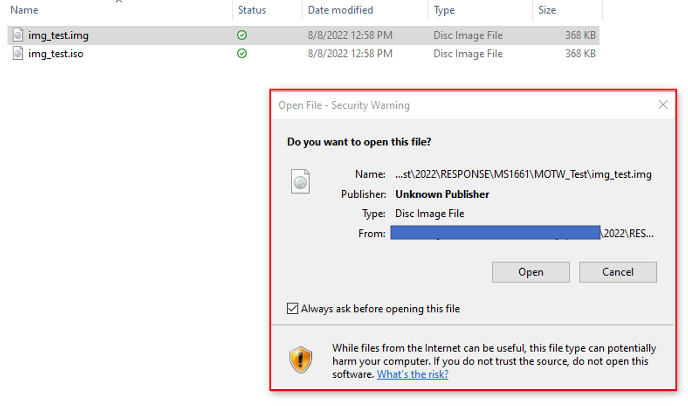 Name Status Date modified Type Size
img_test.img 8/8/2022 12:58 PM Disc Image File 368 KB
img_test.iso 8/8/2022 12:58 PM Disc Image File 368 KB
Open File - Security Warning
Do you want to open this file?
Name: ...st\2022\RESPONSE\MS1661\MOTW_Test\img_test.img
Publisher: Unknown Publisher
Type: Disc Image File
From: \2022\RES...
Open Cancel
Always ask before opening this file
While files from the Internet can be useful, this file type can potentially
harm your computer. If you do not trust the source, do not open this
software. What's the risk?